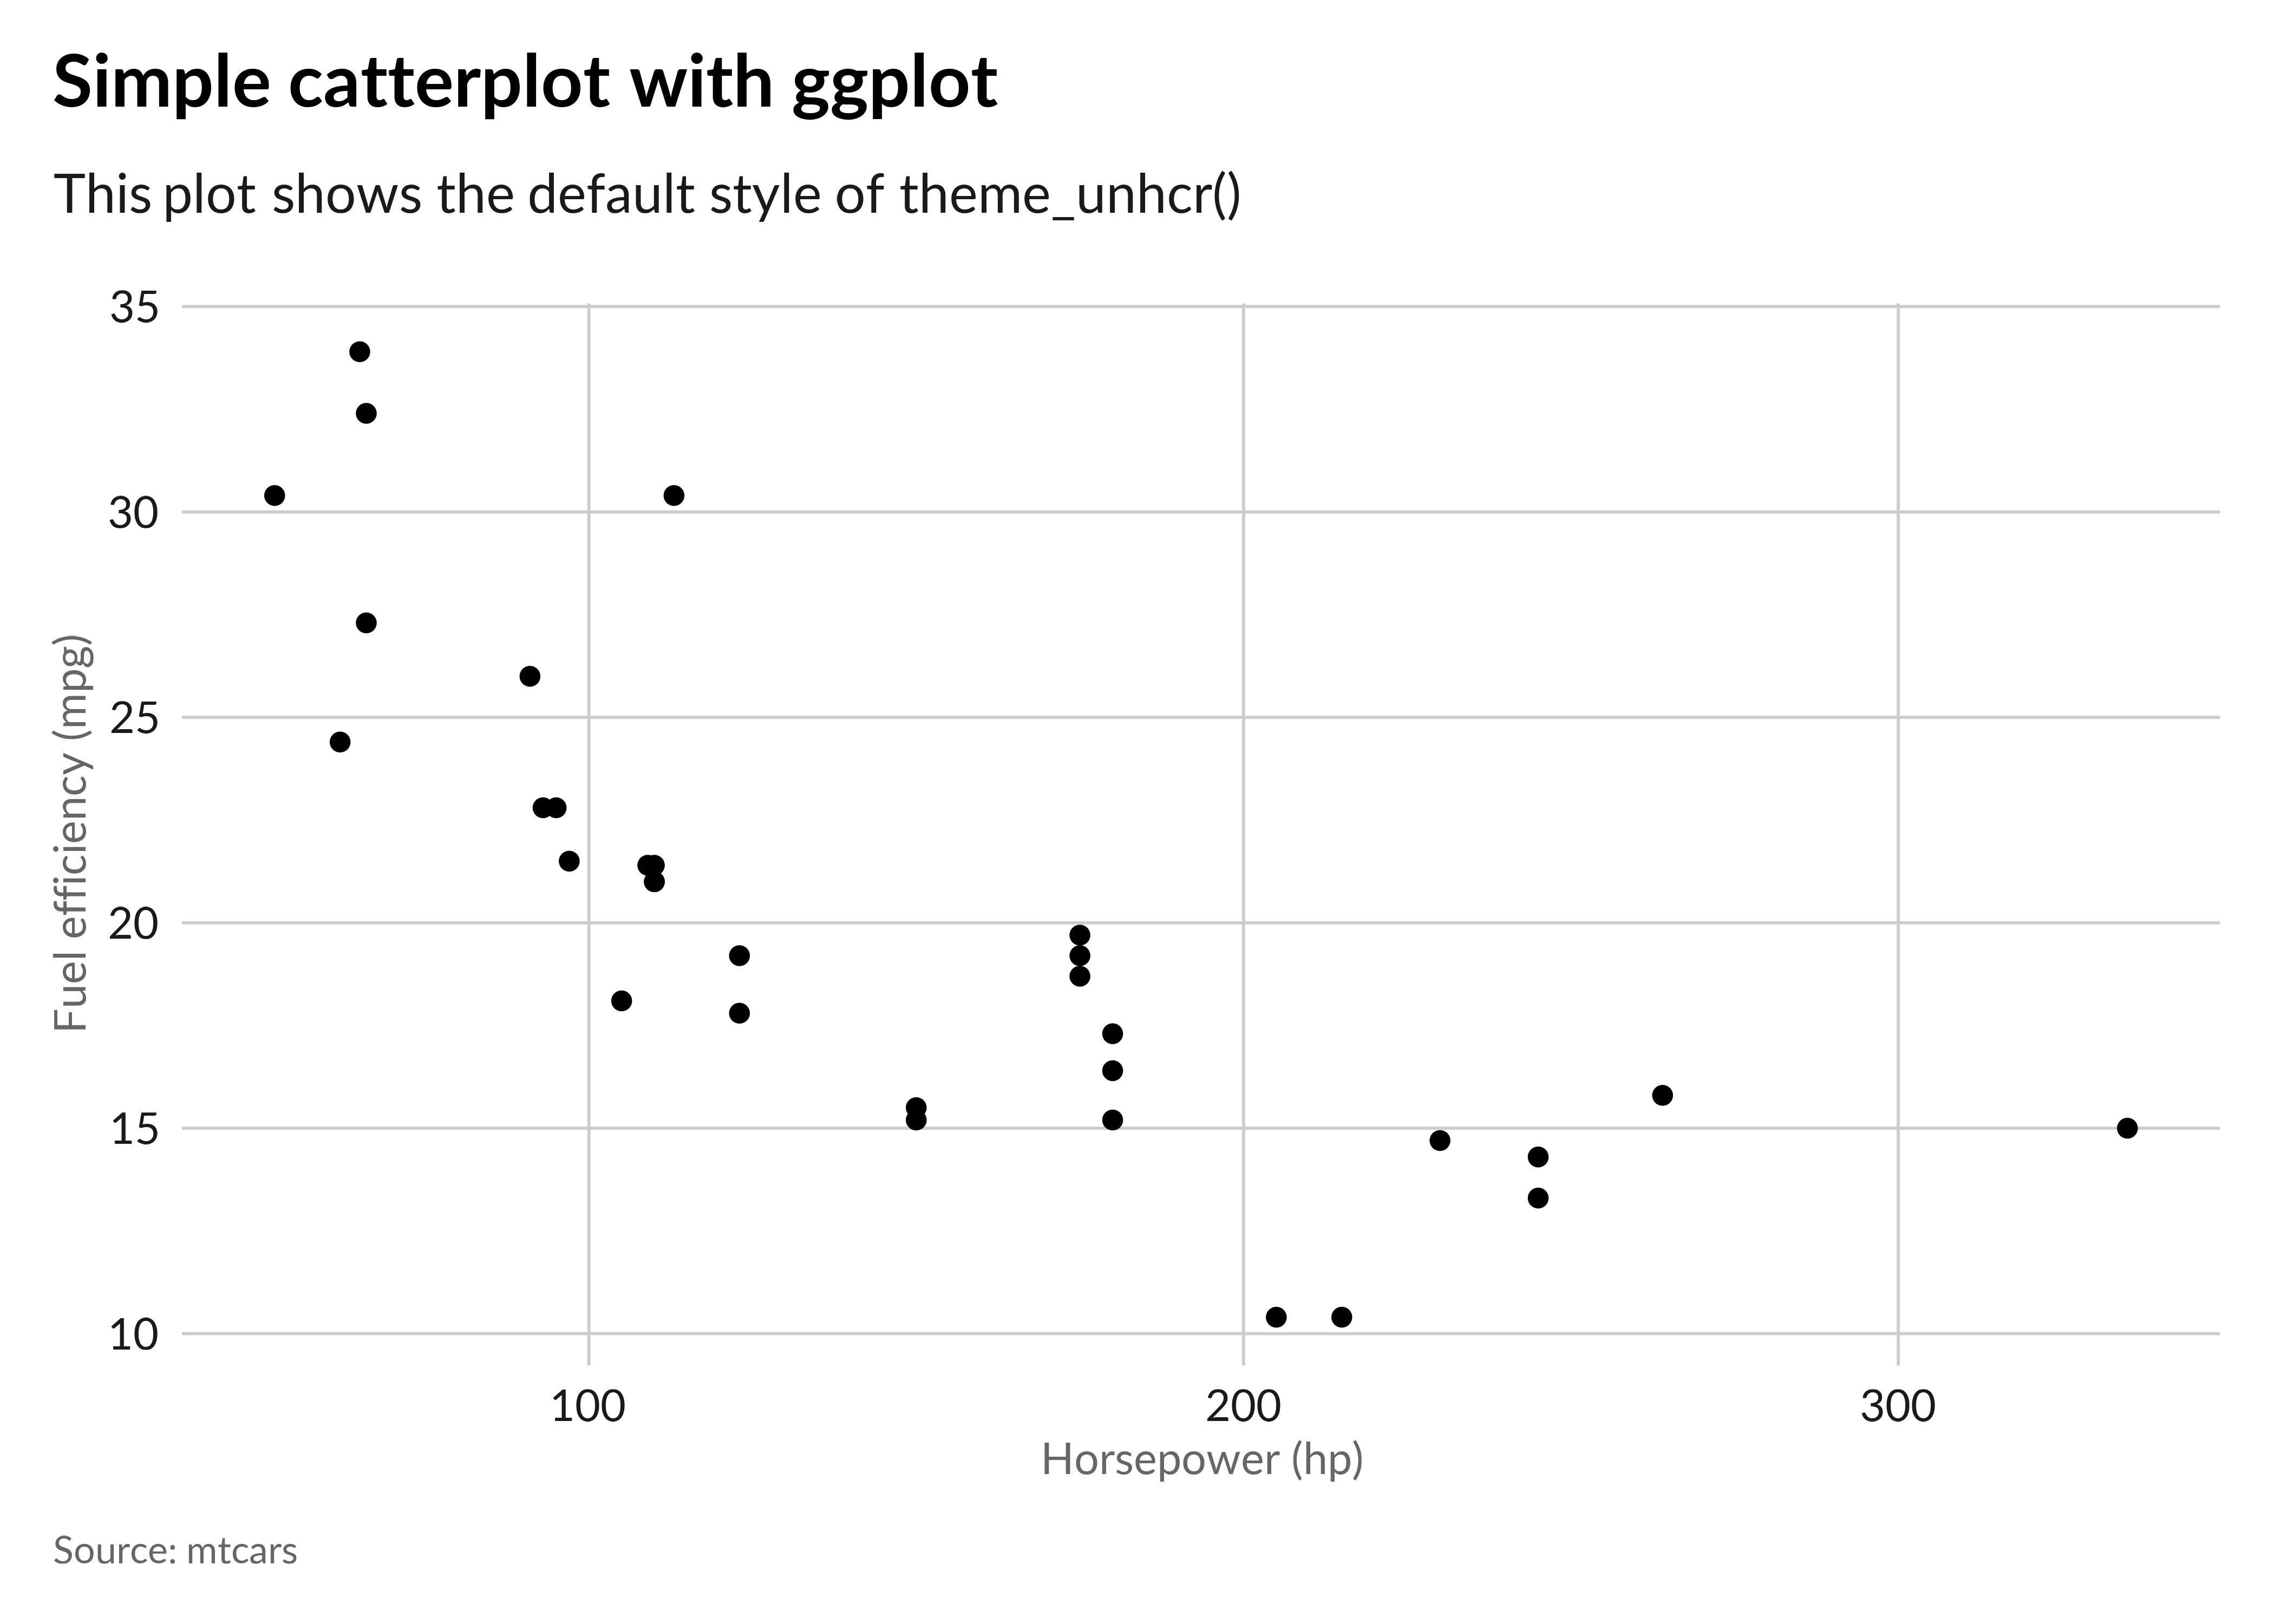 Simple catterplot with ggplot
This plot shows the default style of theme_unhcr()
35
30
25
20
15
10
Fuel efficiency (mpg)
100 200 300
Horsepower (hp)
Source: mtcars